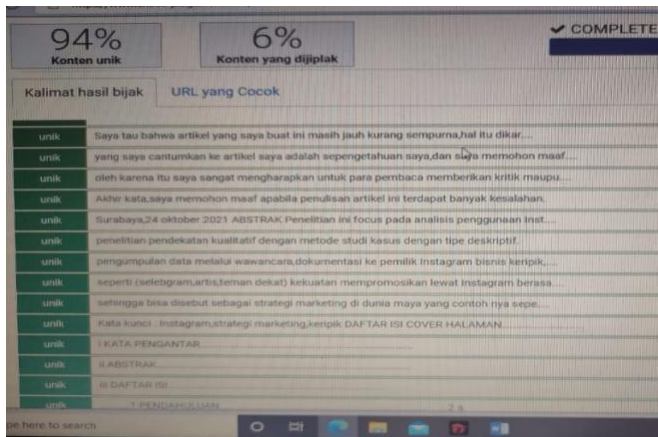 94%
Konten unik
6%
Konten yang dijiplak
COMPLETE
Kalimat hasil bijak
URL yang Cocok
unik Saya tau bahwa artikel yang saya buat ini masih jauh kurang sempurna,hal itu dikar....
unik yang saya cantumkan ke artikel saya adalah sepengetahuan saya,dan saya memohon maaf....
unik oleh karena itu saya sangat mengharapkan untuk para pembaca memberikan kritik maupu....
unik Akhir kata,saya memohon maaf apabila penulisan artikel ini terdapat banyak kesalahan.
unik Surabaya,24 oktober 2021 ABSTRAK Penelitian ini focus pada analisis penggunaan Inst....
unik penelitian pendekatan kualitatif dengan metode studi kasus dengan tipe deskriptif.
unik pengumpulan data melalui wawancara,dokumentasi ke pemilik Instagram bisnis keripik,....
unik seperti (selebgram,artis,teman dekat) kekuatan mempromosikan lewat Instagram berasa....
unik sehingga bisa disebut sebagai strategi marketing di dunia maya yang contoh nya sepe....
unik Kata kunci : Instagram,strategi marketing,keripik DAFTAR ISI COVER HALAMAN
unik I KATA PENGANTAR
unik II ABSTRAK
unik III DAFTAR ISI
unik 1 PENDAHULUAN 2 a
pe here to search